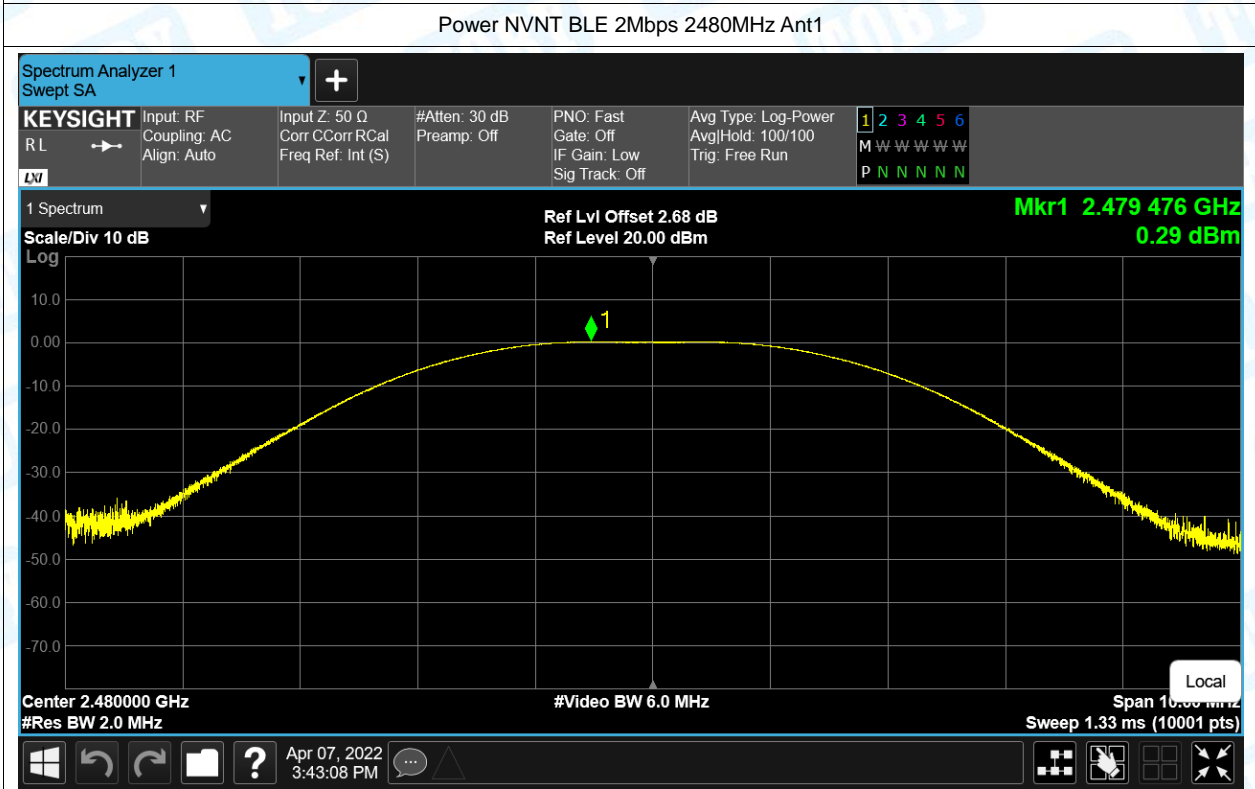 Power NVNT BLE 2Mbps 2480MHz Ant1
Spectrum Analyzer 1
Swept SA
KEYSIGHT
R L
LXI
Input: RF
Coupling: AC
Align: Auto
Input Z: 50 Ω
Corr CCorr RCal
Freq Ref: Int (S)
#Atten: 30 dB
Preamp: Off
PNO: Fast
Gate: Off
IF Gain: Low
Sig Track: Off
Avg Type: Log-Power
Avg|Hold: 100/100
Trig: Free Run
1 2 3 4 5 6
M W W W W W
P N N N N N
1 Spectrum
Scale/Div 10 dB
Log
Ref Lvl Offset 2.68 dB
Ref Level 20.00 dBm
Mkr1 2.479 476 GHz
0.29 dBm
10.0
1
0.00
-10.0
-20.0
-30.0
-40.0
-50.0
-60.0
-70.0
Local
Center 2.480000 GHz
#Video BW 6.0 MHz
Span 10.00 MHz
#Res BW 2.0 MHz
Sweep 1.33 ms (10001 pts)
?
Apr 07, 2022
3:43:08 PM